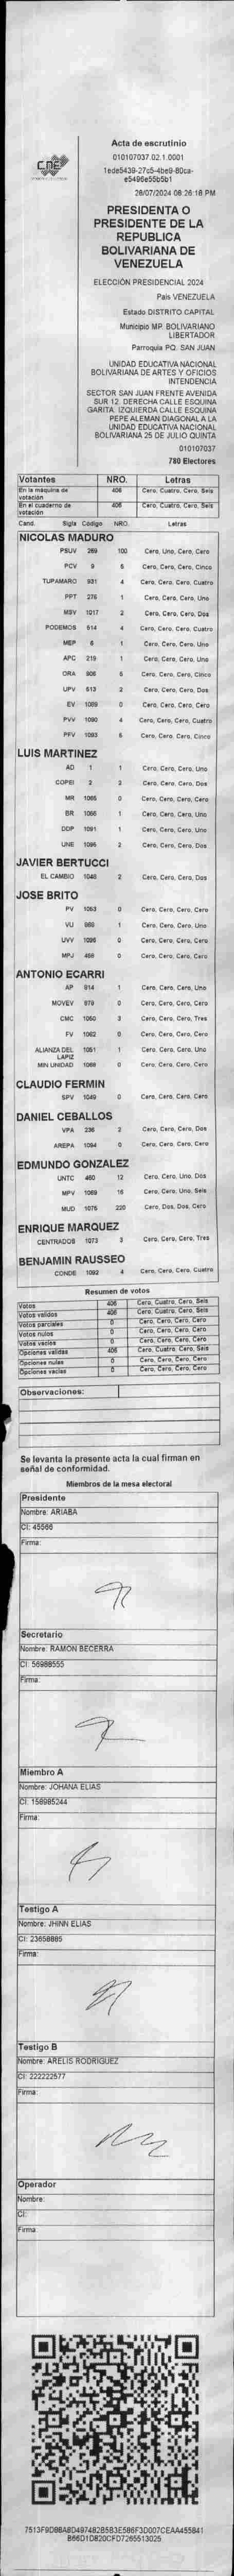 CNE
Acta de escrutinio
010107037.02.1.0001
1ede5439-27c5-4be9-80ca-
e5496e55b5b1
28/07/2024 08:26:18 PM
PRESIDENTA O
PRESIDENTE DE LA
REPUBLICA
BOLIVARIANA DE
VENEZUELA
ELECCIÓN PRESIDENCIAL 2024
País VENEZUELA
Estado DISTRITO CAPITAL
Municipio MP. BOLIVARIANO
LIBERTADOR
Parroquia PQ. SAN JUAN
UNIDAD EDUCATIVA NACIONAL
BOLIVARIANA DE ARTES Y OFICIOS
INTENDENCIA
SECTOR SAN JUAN FRENTE AVENIDA
SUR 12. DERECHA CALLE ESQUINA
GARITA. IZQUIERDA CALLE ESQUINA
PEPE ALEMAN DIAGONAL A LA
UNIDAD EDUCATIVA NACIONAL
BOLIVARIANA 25 DE JULIO QUINTA
010107037
780 Electores
Votantes NRO. Letras
En la máquina de votación 406 Cero, Cuatro, Cero, Seis
En el cuaderno de votación 406 Cero, Cuatro, Cero, Seis
Cand. Sigla Código NRO. Letras
NICOLAS MADURO
PSUV 269 100 Cero, Uno, Cero, Cero
PCV 9 5 Cero, Cero, Cero, Cinco
TUPAMARO 931 4 Cero, Cero, Cero, Cuatro
PPT 276 1 Cero, Cero, Cero, Uno
MSV 1017 2 Cero, Cero, Cero, Dos
PODEMOS 514 4 Cero, Cero, Cero, Cuatro
MEP 6 1 Cero, Cero, Cero, Uno
APC 219 1 Cero, Cero, Cero, Uno
ORA 906 5 Cero, Cero, Cero, Cinco
UPV 613 2 Cero, Cero, Cero, Dos
EV 1089 0 Cero, Cero, Cero, Cero
PVV 1090 4 Cero, Cero, Cero, Cuatro
PFV 1093 5 Cero, Cero, Cero, Cinco
LUIS MARTINEZ
AD 1 1 Cero, Cero, Cero, Uno
COPEI 2 2 Cero, Cero, Cero, Dos
MR 1065 0 Cero, Cero, Cero, Cero
BR 1066 1 Cero, Cero, Cero, Uno
DDP 1091 1 Cero, Cero, Cero, Uno
UNE 1095 2 Cero, Cero, Cero, Dos
JAVIER BERTUCCI
EL CAMBIO 1048 2 Cero, Cero, Cero, Dos
JOSE BRITO
PV 1063 0 Cero, Cero, Cero, Cero
VU 969 1 Cero, Cero, Cero, Uno
UVV 1096 0 Cero, Cero, Cero, Cero
MPJ 498 0 Cero, Cero, Cero, Cero
ANTONIO ECARRI
AP 914 1 Cero, Cero, Cero, Uno
MOVEV 979 0 Cero, Cero, Cero, Cero
CMC 1050 3 Cero, Cero, Cero, Tres
FV 1062 0 Cero, Cero, Cero, Cero
ALIANZA DEL LAPIZ 1051 1 Cero, Cero, Cero, Uno
MIN UNIDAD 1068 0 Cero, Cero, Cero, Cero
CLAUDIO FERMIN
SPV 1049 0 Cero, Cero, Cero, Cero
DANIEL CEBALLOS
VPA 236 2 Cero, Cero, Cero, Dos
AREPA 1094 0 Cero, Cero, Cero, Cero
EDMUNDO GONZALEZ
UNTC 460 12 Cero, Cero, Uno, Dos
MPV 1069 16 Cero, Cero, Uno, Seis
MUD 1075 220 Cero, Dos, Dos, Cero
ENRIQUE MARQUEZ
CENTRADOS 1073 3 Cero, Cero, Cero, Tres
BENJAMIN RAUSSEO
CONDE 1092 4 Cero, Cero, Cero, Cuatro
Resumen de votos
Votos 406 Cero, Cuatro, Cero, Seis
Votos validos 406 Cero, Cuatro, Cero, Seis
Votos parciales 0 Cero, Cero, Cero, Cero
Votos nulos 0 Cero, Cero, Cero, Cero
Votos vacíos 0 Cero, Cero, Cero, Cero
Opciones validas 406 Cero, Cuatro, Cero, Seis
Opciones nulas 0 Cero, Cero, Cero, Cero
Opciones vacías 0 Cero, Cero, Cero, Cero
Observaciones:
Se levanta la presente acta la cual firman en
señal de conformidad.
Miembros de la mesa electoral
Presidente
Nombre: ARIABA
CI: 45566
Firma:
Secretario
Nombre: RAMON BECERRA
CI: 56988555
Firma:
Miembro A
Nombre: JOHANA ELIAS
CI: 158985244
Firma:
Testigo A
Nombre: JHINN ELIAS
CI: 23658885
Firma:
Testigo B
Nombre: ARELIS RODRIGUEZ
CI: 222222577
Firma:
Operador
Nombre:
CI:
Firma:
7513F9DB8A8D497482B5B3E586F3D007CEAA455841
B66D1D820CFD7265513025